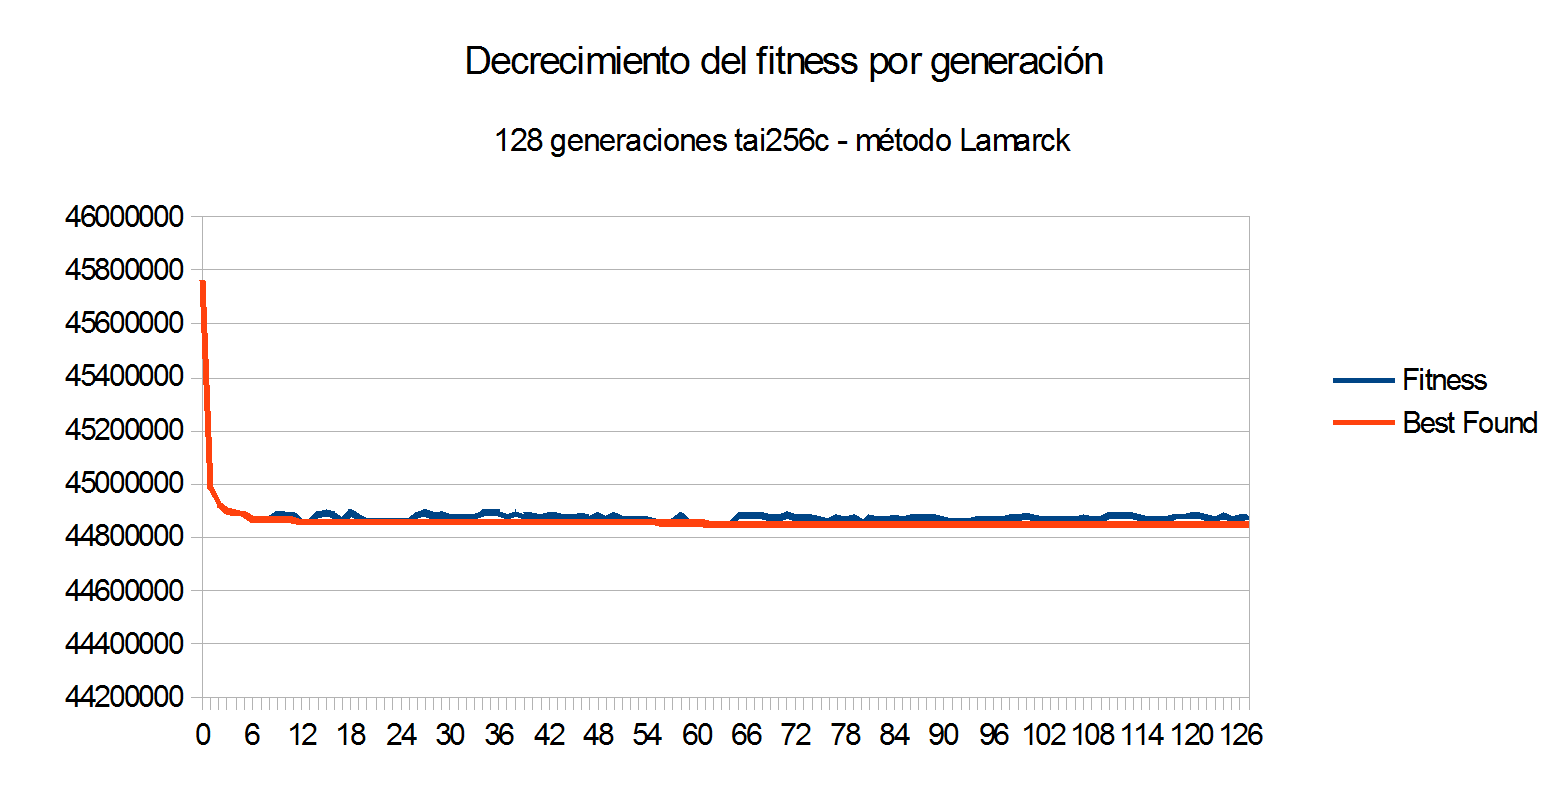 Decrecimiento del fitness por generación
128 generaciones tai256c - método Lamarck
46000000
45800000
45600000
45400000
45200000
45000000
44800000
44600000
44400000
44200000
0 6 12 18 24 30 36 42 48 54 60 66 72 78 84 90 96 102 108 114 120 126
Fitness
Best Found